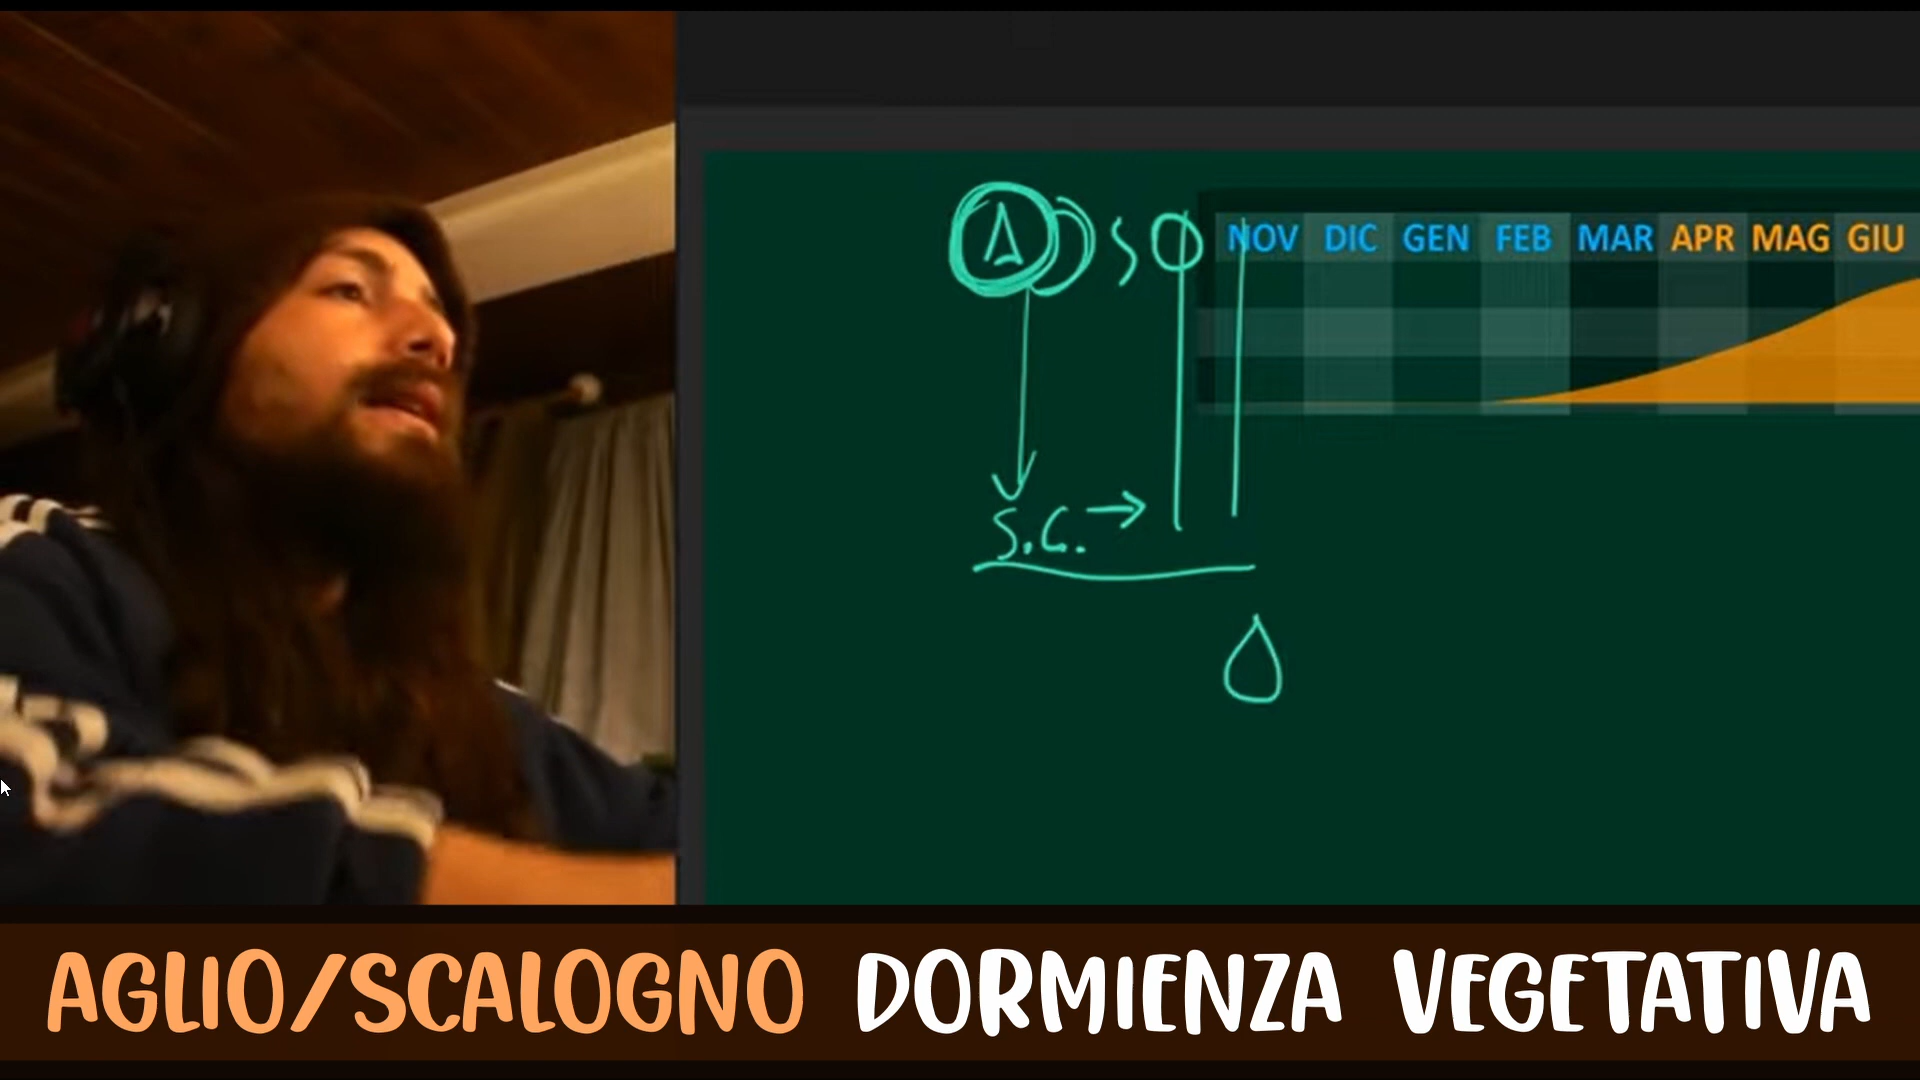 A S O NOV DIC GEN FEB MAR APR MAG GIU
S.C. →
AGLIO/SCALOGNO DORMIENZA VEGETATIVA